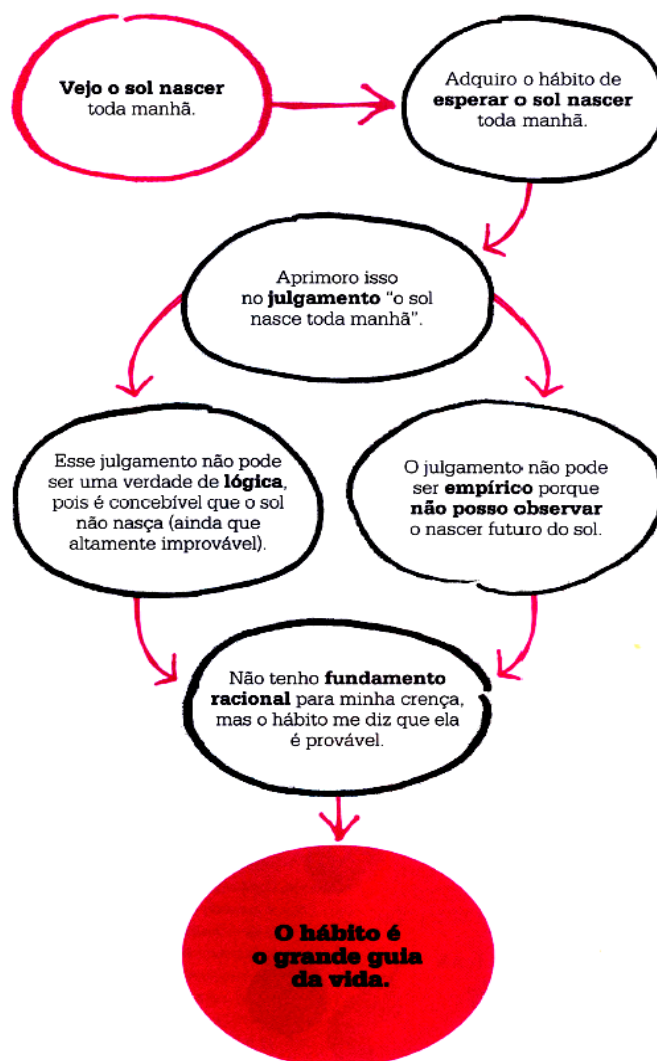 Vejo o sol nascer
toda manhã.
Adquiro o hábito de
esperar o sol nascer
toda manhã.
Aprimoro isso
no julgamento “o sol
nasce toda manhã”.
Esse julgamento não pode
ser uma verdade de lógica,
pois é concebível que o sol
não nasça (ainda que
altamente improvável).
O julgamento não pode
ser empírico porque
não posso observar
o nascer futuro do sol.
Não tenho fundamento
racional para minha crença,
mas o hábito me diz que ela
é provável.
O hábito é
o grande guia
da vida.